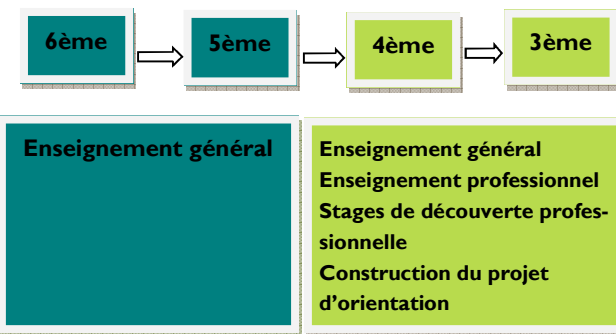 6ème
5ème
4ème
3ème
Enseignement général
Enseignement général
Enseignement professionnel
Stages de découverte profes-
sionnelle
Construction du projet
d'orientation